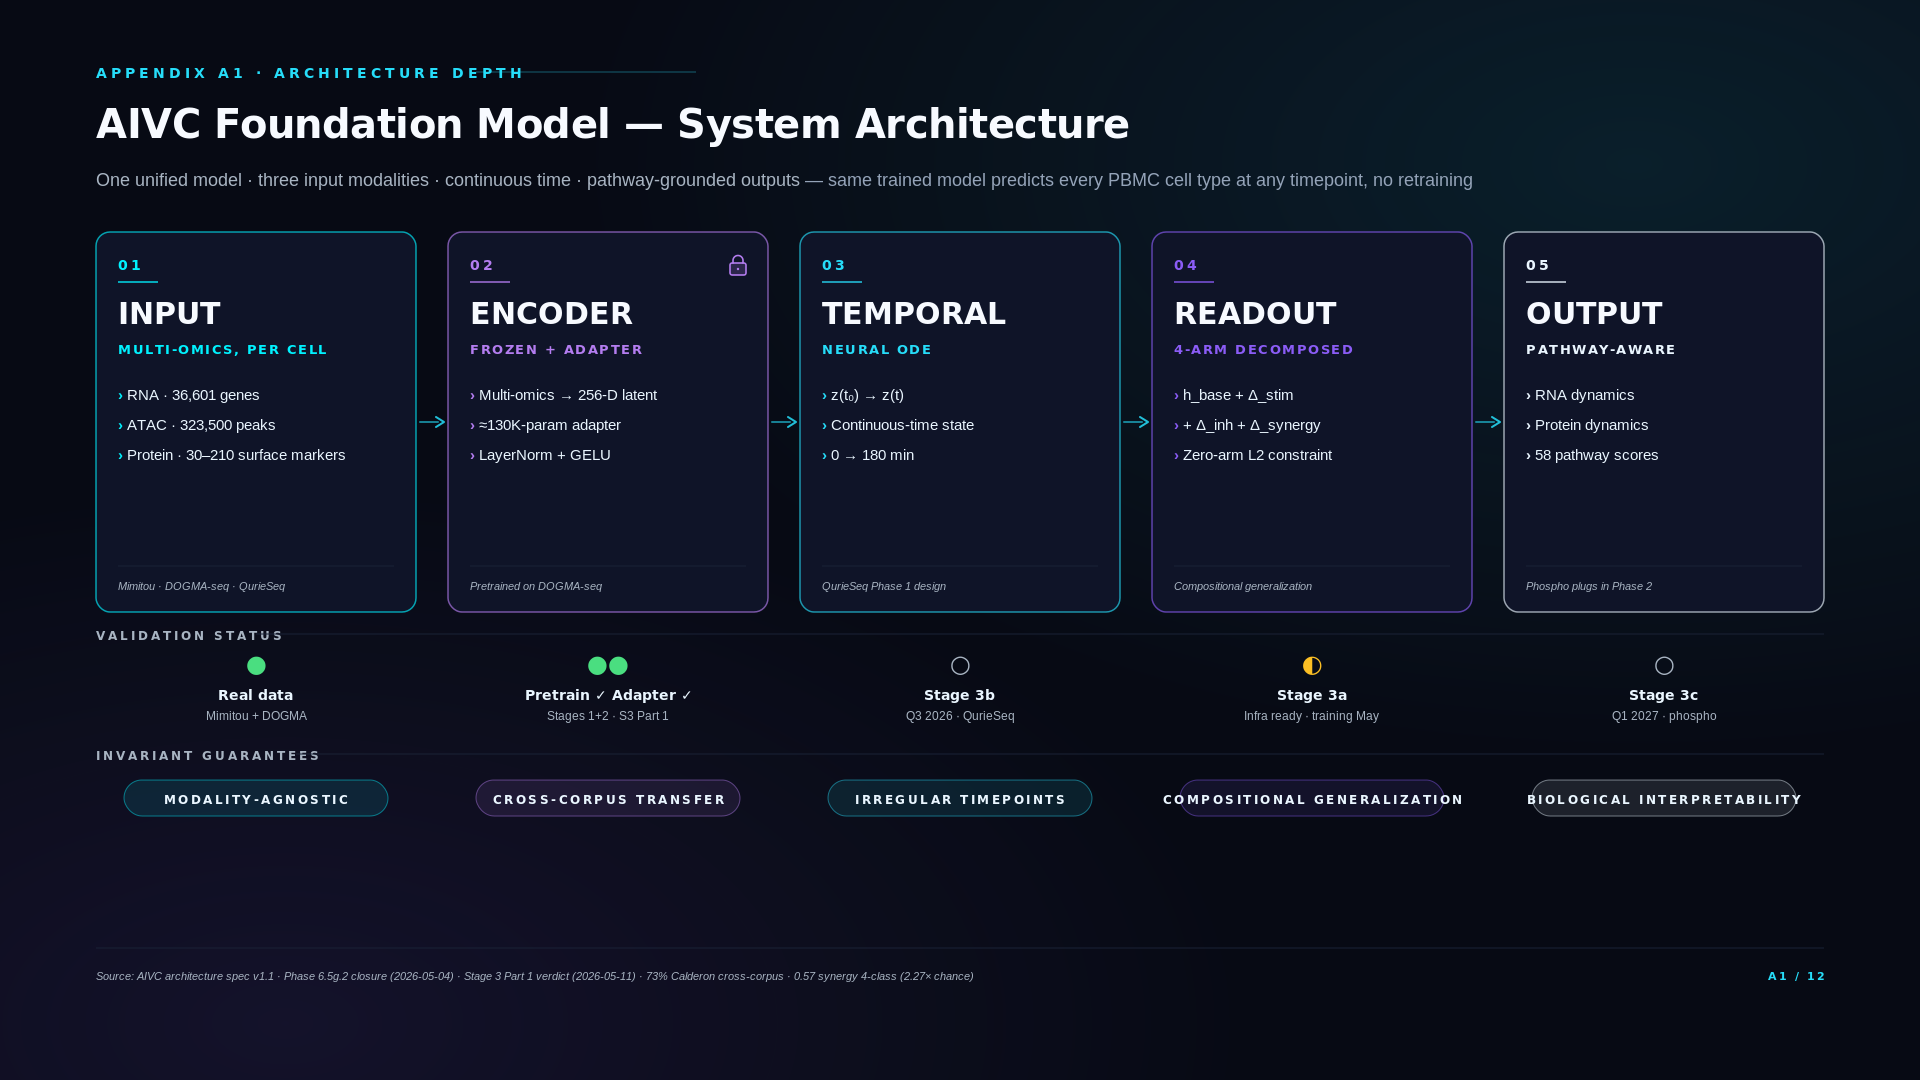 APPENDIX A1 · ARCHITECTURE DEPTH
AIVC Foundation Model — System Architecture
One unified model · three input modalities · continuous time · pathway-grounded outputs — same trained model predicts every PBMC cell type at any timepoint, no retraining
01
INPUT
MULTI-OMICS, PER CELL
› RNA · 36,601 genes
› ATAC · 323,500 peaks
› Protein · 30–210 surface markers
Mimitou · DOGMA-seq · QurieSeq
02
ENCODER
FROZEN + ADAPTER
› Multi-omics → 256-D latent
› ≈130K-param adapter
› LayerNorm + GELU
Pretrained on DOGMA-seq
03
TEMPORAL
NEURAL ODE
› z(t₀) → z(t)
› Continuous-time state
› 0 → 180 min
QurieSeq Phase 1 design
04
READOUT
4-ARM DECOMPOSED
› h_base + Δ_stim
› + Δ_inh + Δ_synergy
› Zero-arm L2 constraint
Compositional generalization
05
OUTPUT
PATHWAY-AWARE
› RNA dynamics
› Protein dynamics
› 58 pathway scores
Phospho plugs in Phase 2
VALIDATION STATUS
Real data
Mimitou + DOGMA
Pretrain ✓ Adapter ✓
Stages 1+2 · S3 Part 1
Stage 3b
Q3 2026 · QurieSeq
Stage 3a
Infra ready · training May
Stage 3c
Q1 2027 · phospho
INVARIANT GUARANTEES
MODALITY-AGNOSTIC
CROSS-CORPUS TRANSFER
IRREGULAR TIMEPOINTS
COMPOSITIONAL GENERALIZATION
BIOLOGICAL INTERPRETABILITY
Source: AIVC architecture spec v1.1 · Phase 6.5g.2 closure (2026-05-04) · Stage 3 Part 1 verdict (2026-05-11) · 73% Calderon cross-corpus · 0.57 synergy 4-class (2.27× chance)
A1 / 12